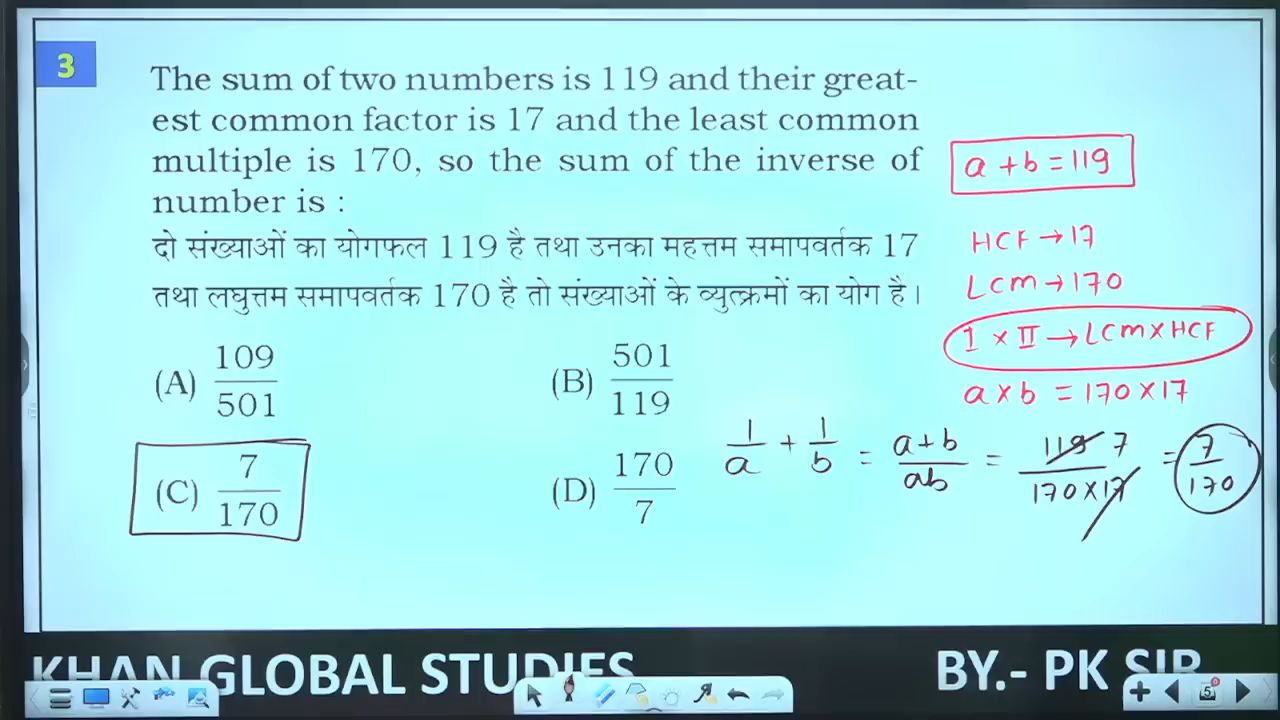 3
The sum of two numbers is 119 and their great-
est common factor is 17 and the least common
multiple is 170, so the sum of the inverse of
number is :
दो संख्याओं का योगफल 119 है तथा उनका महत्तम समापवर्तक 17
तथा लघुत्तम समापवर्तक 170 है तो संख्याओं के व्युत्क्रमों का योग है।
(A) 109/501
(B) 501/119
(C) 7/170
(D) 170/7
a + b = 119
HCF → 17
LCM → 170
I × II → LCM × HCF
a × b = 170 × 17
1/a + 1/b = a+b/ab = 119 7/170×17 = 7/170
KHAN GLOBAL STUDIES
BY.- PK SIR
5